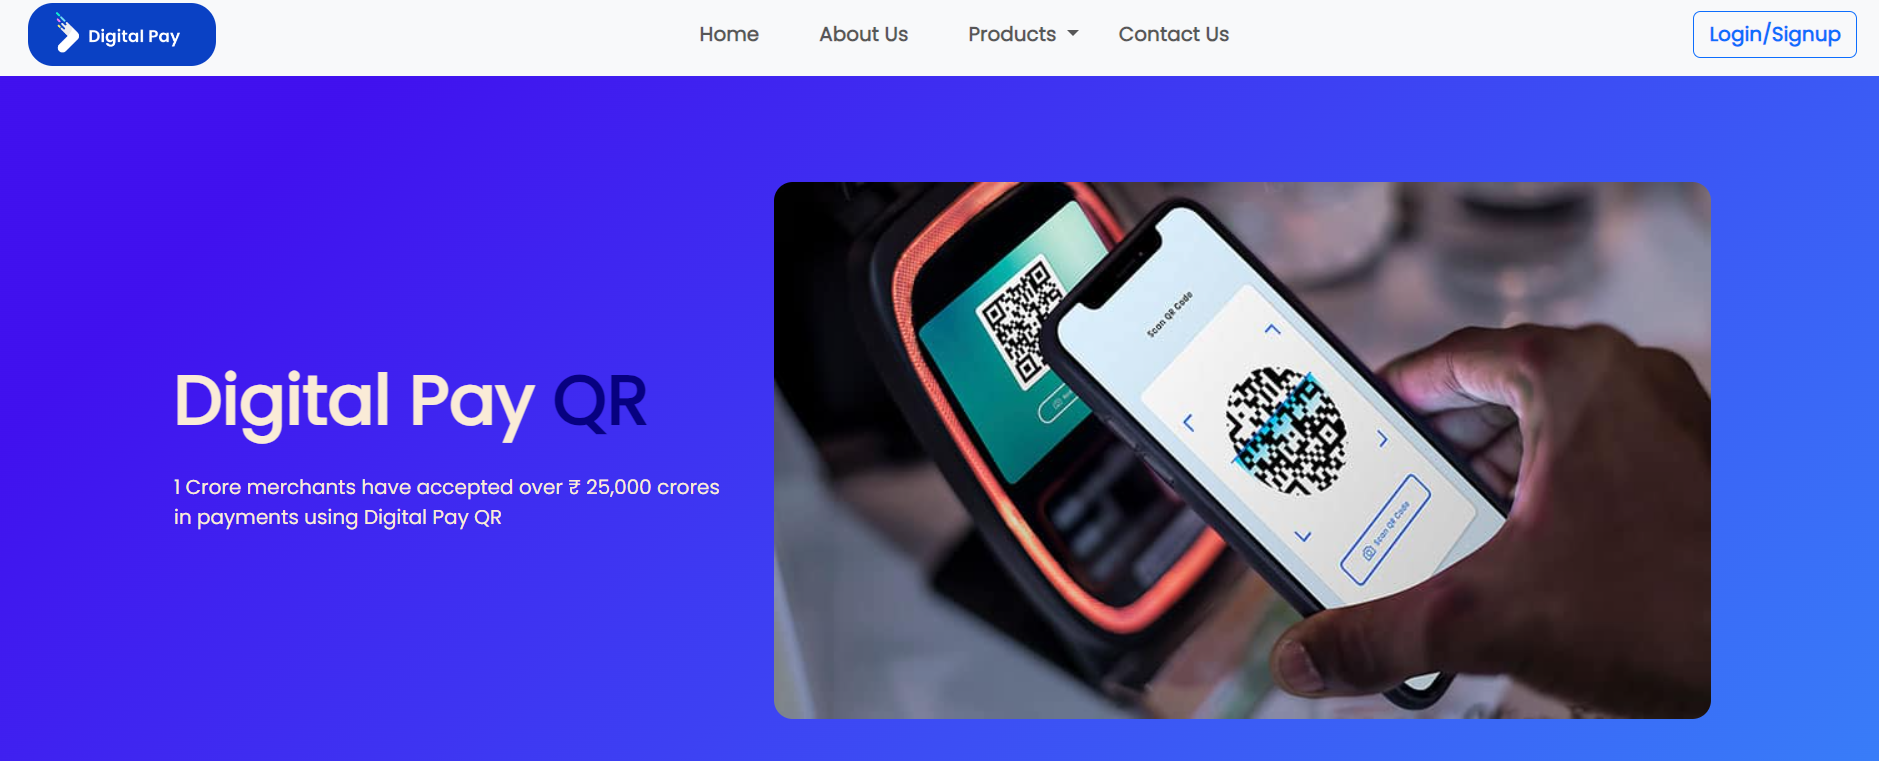 Digital Pay
Home
About Us
Products
Contact Us
Login/Signup
Digital Pay QR
1 Crore merchants have accepted over ₹ 25,000 crores
in payments using Digital Pay QR
Scan QR Code
Scan QR Code